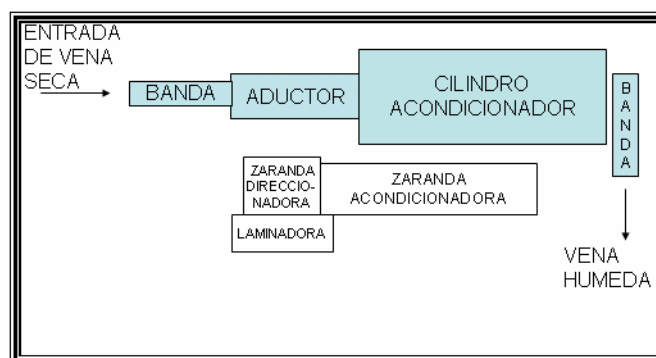 ENTRADA
DE VENA
SECA
BANDA
ADUCTOR
CILINDRO
ACONDICIONADOR
B
A
N
D
A
ZARANDA
DIRECCIO-
NADORA
ZARANDA
ACONDICIONADORA
LAMINADORA
VENA
HUMEDA